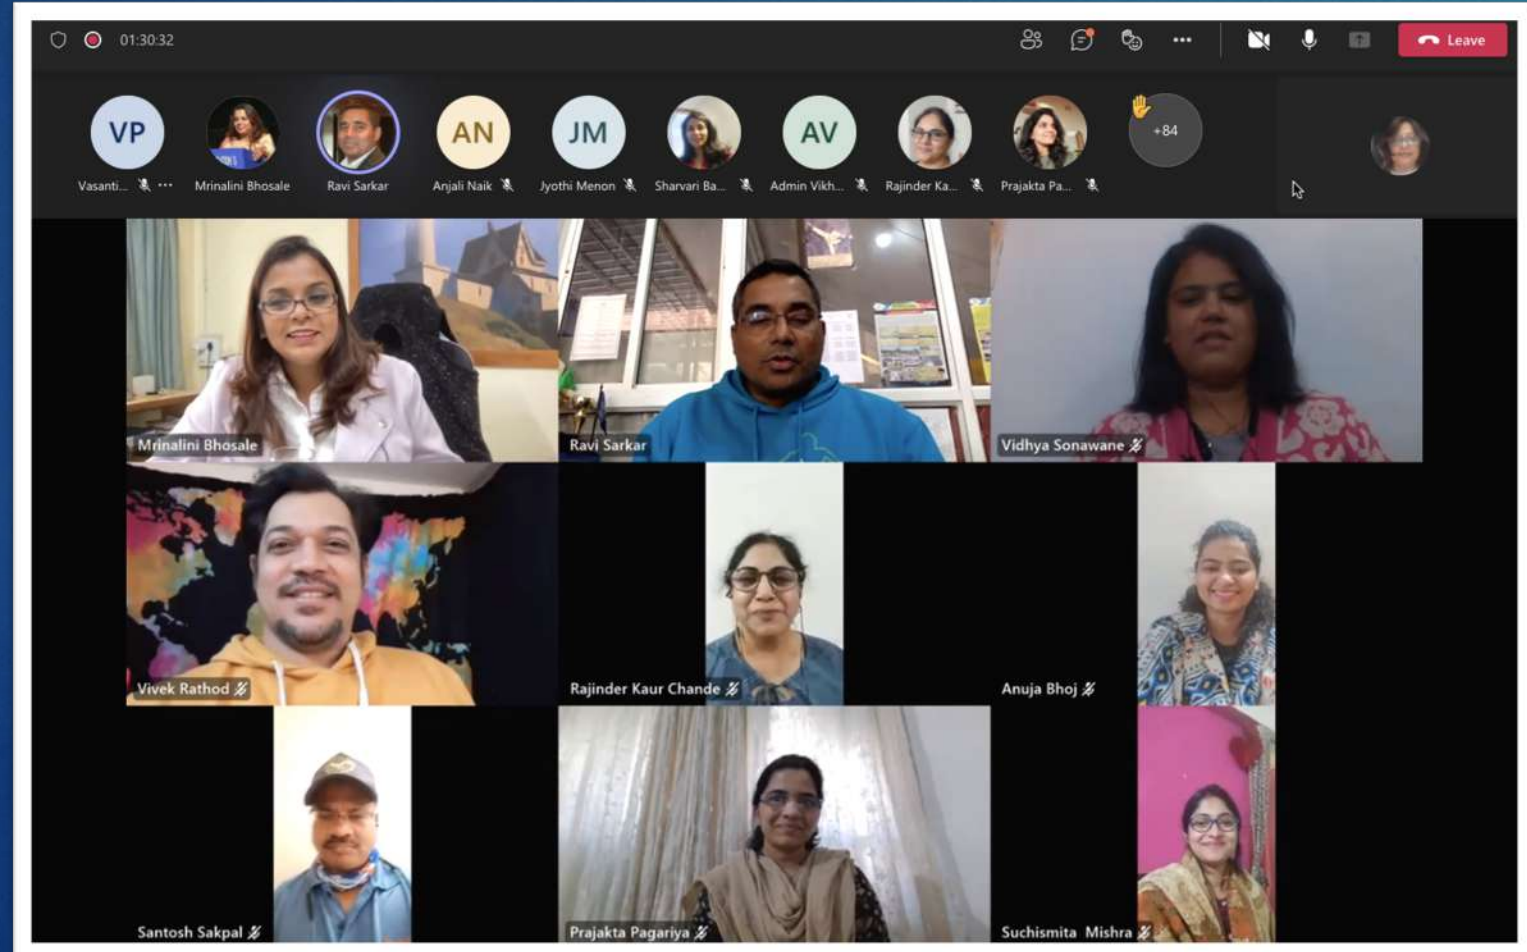 01:30:32
Leave
VP
AN
JM
AV
+84
Vasanti...
Mrinalini Bhosale
Ravi Sarkar
Anjali Naik
Jyothi Menon
Sharvari Ba...
Admin Vikh...
Rajinder Ka...
Prajakta Pa...
Mrinalini Bhosale
Ravi Sarkar
Vidhya Sonawane
Vivek Rathod
Rajinder Kaur Chande
Anuja Bhoj
Santosh Sakpal
Prajakta Pagariya
Suchismita Mishra